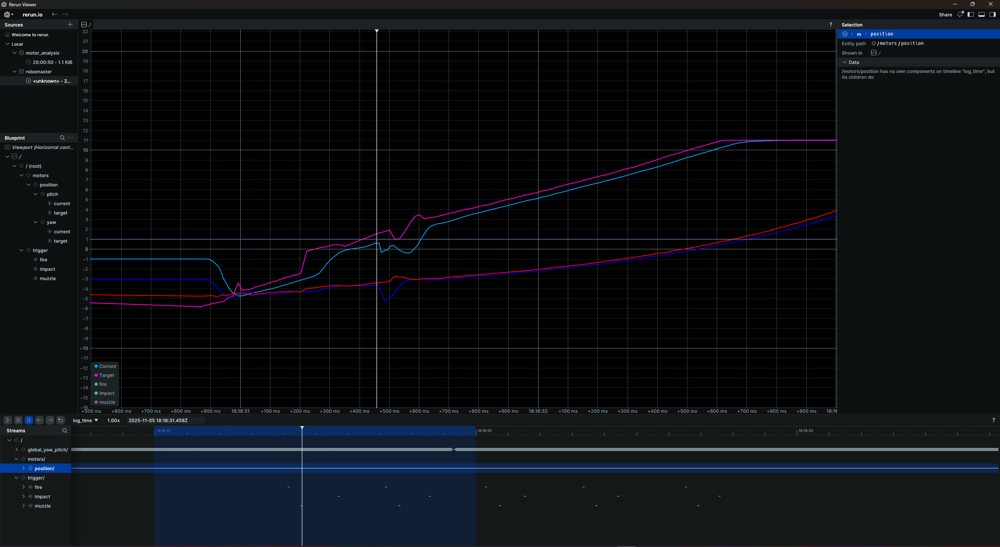 Rerun Viewer
rerun.io
Share
Sources
Welcome to rerun
Local
motor_analysis
20:00:50 - 1.1 KiB
robomaster
<unknown> - 2...
Blueprint
Viewport (Horizontal cont...
/
/ (root)
motors
position
pitch
current
target
yaw
current
target
trigger
fire
impact
muzzle
/
?
22
21
20
19
18
17
16
15
14
13
12
11
10
9
8
7
6
5
4
3
2
1
0
-1
-2
-3
-4
-5
-6
-7
-8
-9
-10
-11
-12
-13
-14
-15
-16
Current
Target
fire
impact
muzzle
+500 ms +600 ms +700 ms +800 ms +900 ms 18:16:31 +100 ms +200 ms +300 ms +400 ms +500 ms +600 ms +700 ms +800 ms +900 ms 18:16:32 +100 ms +200 ms +300 ms +400 ms +500 ms +600 ms +700 ms +800 ms +900 ms 18:16
Selection
m position
Entity path /motors/position
Shown in /
Data
/motors/position has no own components on timeline "log_time", but
its children do
log_time 1.00x 2025-11-05 18:16:31.458Z ?
Streams
18:16:31 18:16:32 18:16:33
/
global_yaw_pitch/
motors/
position/
trigger/
fire
impact
muzzle